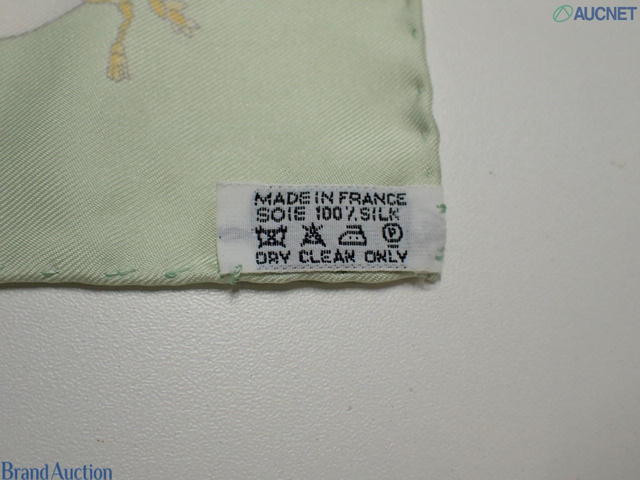 AUCNET
MADE IN FRANCE
SOIE 100% SILK
DRY CLEAN ONLY
Brand Auction